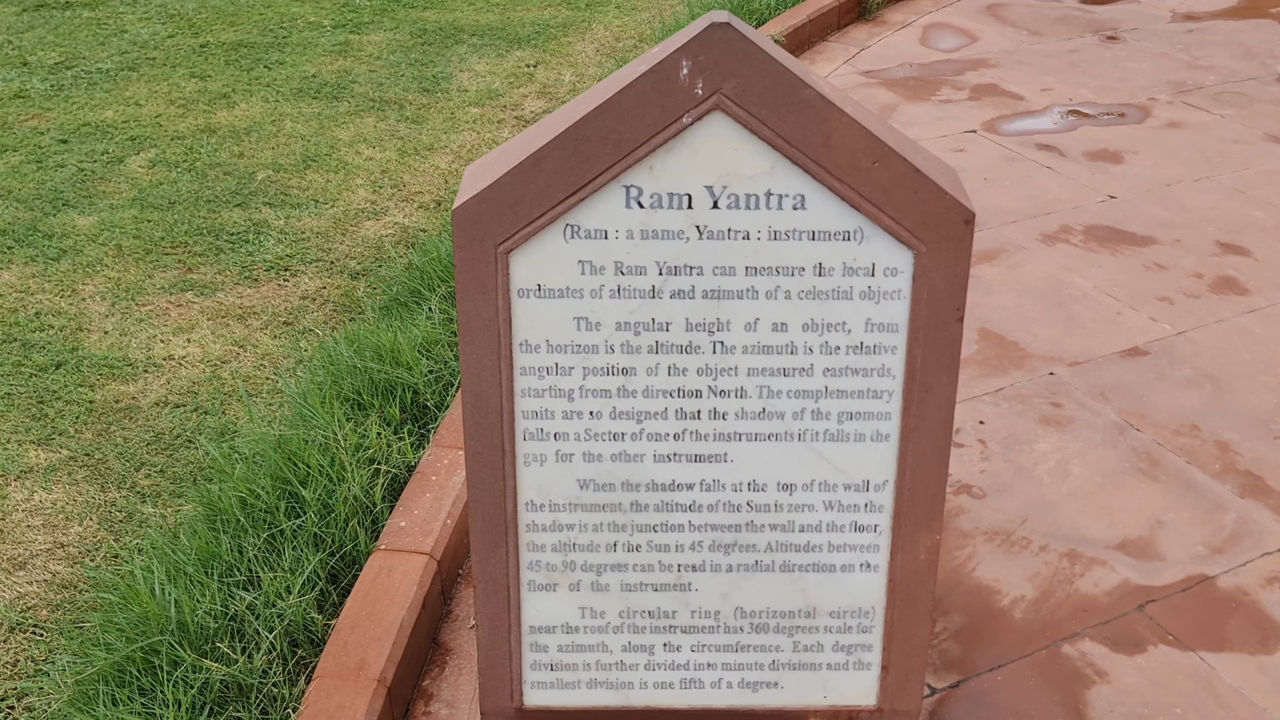 Ram Yantra
(Ram : a name, Yantra : instrument)
The Ram Yantra can measure the local co-
ordinates of altitude and azimuth of a celestial object.
The angular height of an object, from
the horizon is the altitude. The azimuth is the relative
angular position of the object measured eastwards,
starting from the direction North. The complementary
units are so designed that the shadow of the gnomon
falls on a Sector of one of the instruments if it falls in the
gap for the other instrument.
When the shadow falls at the top of the wall of
the instrument, the altitude of the Sun is zero. When the
shadow is at the junction between the wall and the floor,
the altitude of the Sun is 45 degrees. Altitudes between
45 to 90 degrees can be read in a radial direction on the
floor of the instrument.
The circular ring (horizontal circle)
near the roof of the instrument has 360 degrees scale for
the azimuth, along the circumference. Each degree
division is further divided into minute divisions and the
smallest division is one fifth of a degree.